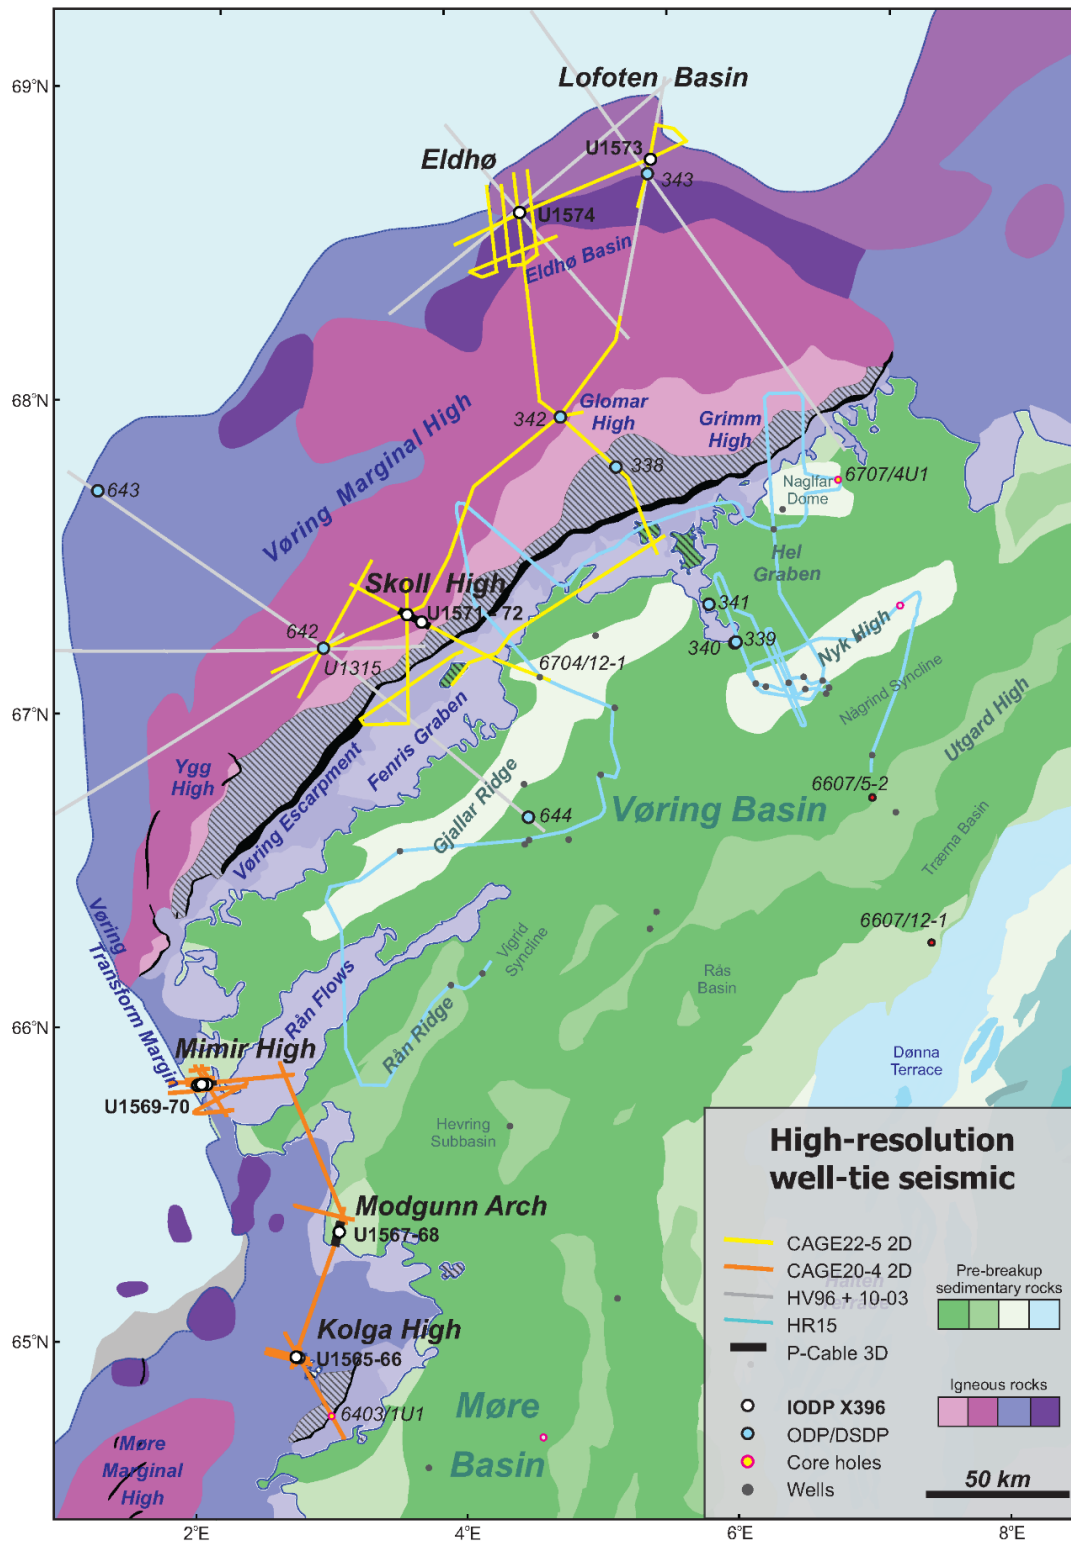 69°N
68°N
67°N
66°N
65°N
2°E
4°E
6°E
8°E
Lofoten Basin
Eldhø
U1573
343
U1574
Eldhø Basin
Vøring Marginal High
342
Glomar
High
Grimm
High
338
643
6707/4U1
Naglfar
Dome
Hel
Graben
Skoll High
U1571 - 72
341
642
U1315
339
340
Nyk High
6704/12-1
Någrind Syncline
Utgard High
Fenris Graben
Ygg
High
Vøring Escarpment
6607/5-2
Gjallar Ridge
644
Vøring Basin
Træna Basin
6607/12-1
Vøring
Transform Margin
Vigrid
Syncline
Rås
Basin
Rån Flows
Rån Ridge
Mimir High
U1569-70
Dønna
Terrace
Hevring
Subbasin
Modgunn Arch
U1567-68
Kolga High
U1565-66
6403/1U1
Møre
Basin
Møre
Marginal
High
High-resolution
well-tie seismic
CAGE22-5 2D
CAGE20-4 2D
HV96 + 10-03
HR15
P-Cable 3D
Halten
Terrace
Pre-breakup
sedimentary rocks
Igneous rocks
IODP X396
ODP/DSDP
Core holes
Wells
50 km